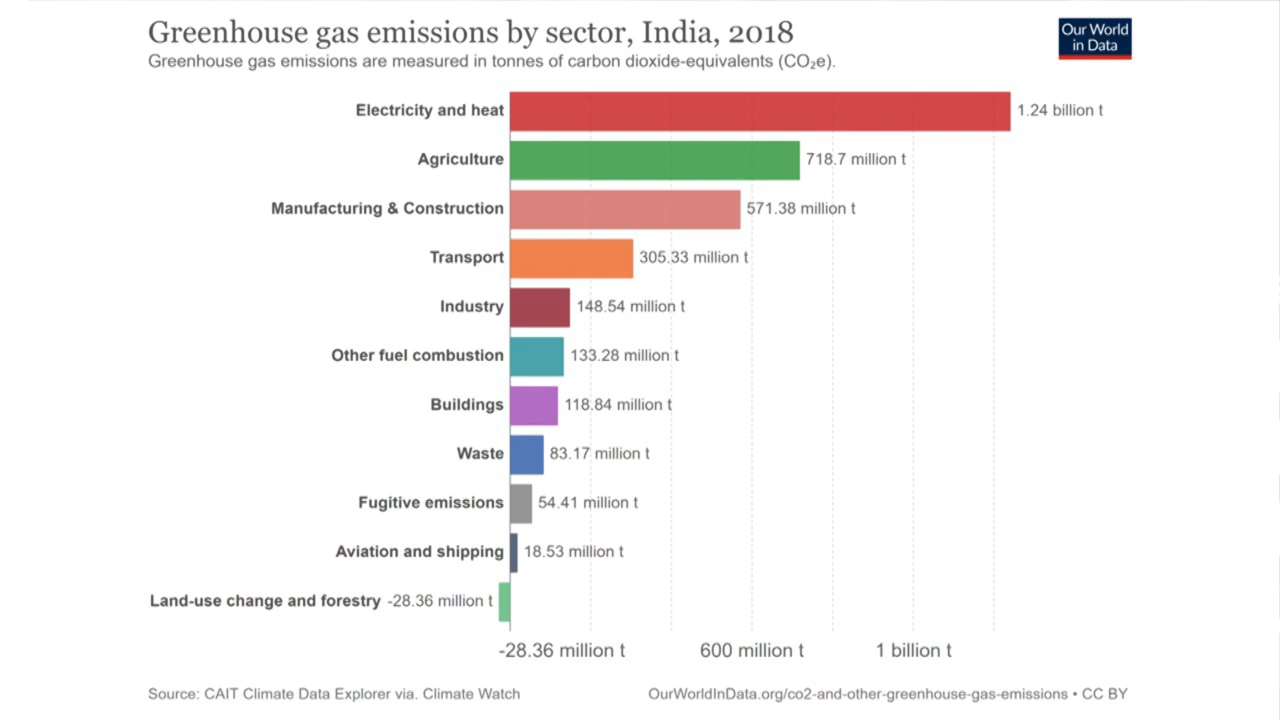 Greenhouse gas emissions by sector, India, 2018
Our World
in Data
Greenhouse gas emissions are measured in tonnes of carbon dioxide-equivalents (CO₂e).
Electricity and heat 1.24 billion t
Agriculture 718.7 million t
Manufacturing & Construction 571.38 million t
Transport 305.33 million t
Industry 148.54 million t
Other fuel combustion 133.28 million t
Buildings 118.84 million t
Waste 83.17 million t
Fugitive emissions 54.41 million t
Aviation and shipping 18.53 million t
Land-use change and forestry -28.36 million t
-28.36 million t 600 million t 1 billion t
Source: CAIT Climate Data Explorer via. Climate Watch
OurWorldInData.org/co2-and-other-greenhouse-gas-emissions • CC BY